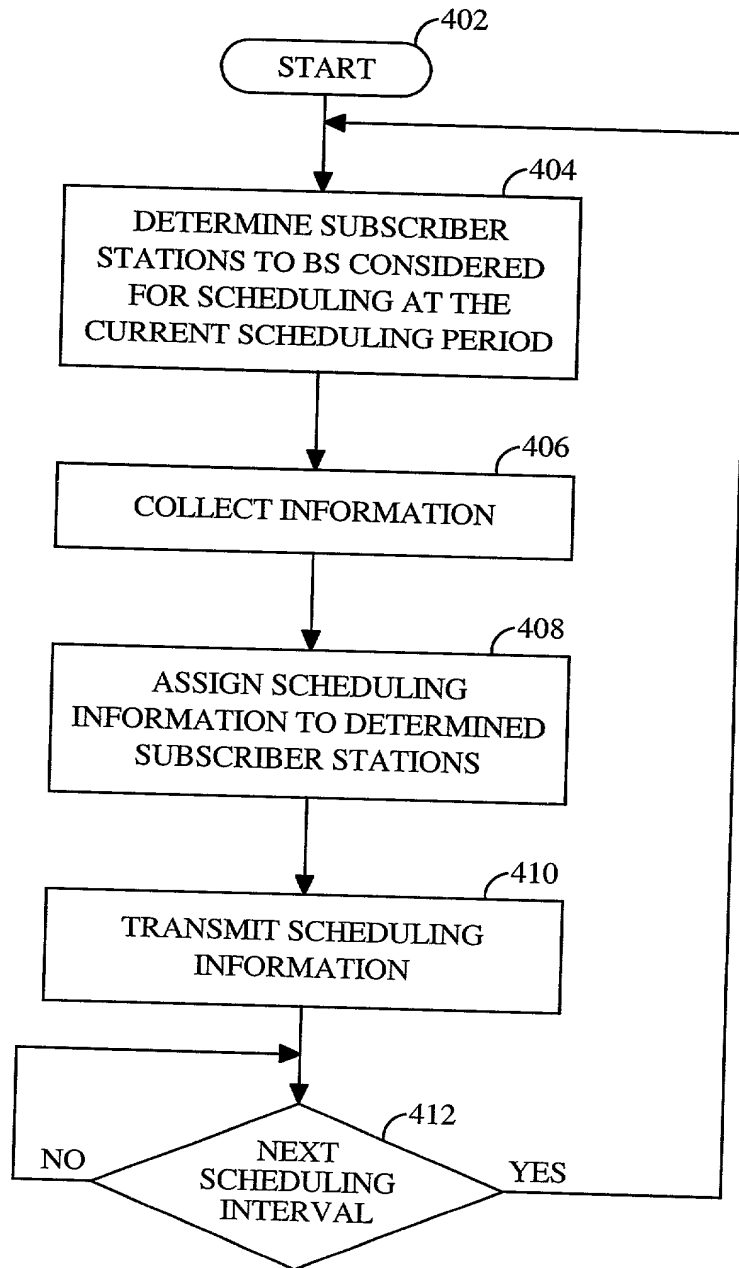 402
START
404
DETERMINE SUBSCRIBER
STATIONS TO BS CONSIDERED
FOR SCHEDULING AT THE
CURRENT SCHEDULING PERIOD
406
COLLECT INFORMATION
408
ASSIGN SCHEDULING
INFORMATION TO DETERMINED
SUBSCRIBER STATIONS
410
TRANSMIT SCHEDULING
INFORMATION
412
NO
NEXT
SCHEDULING
INTERVAL
YES